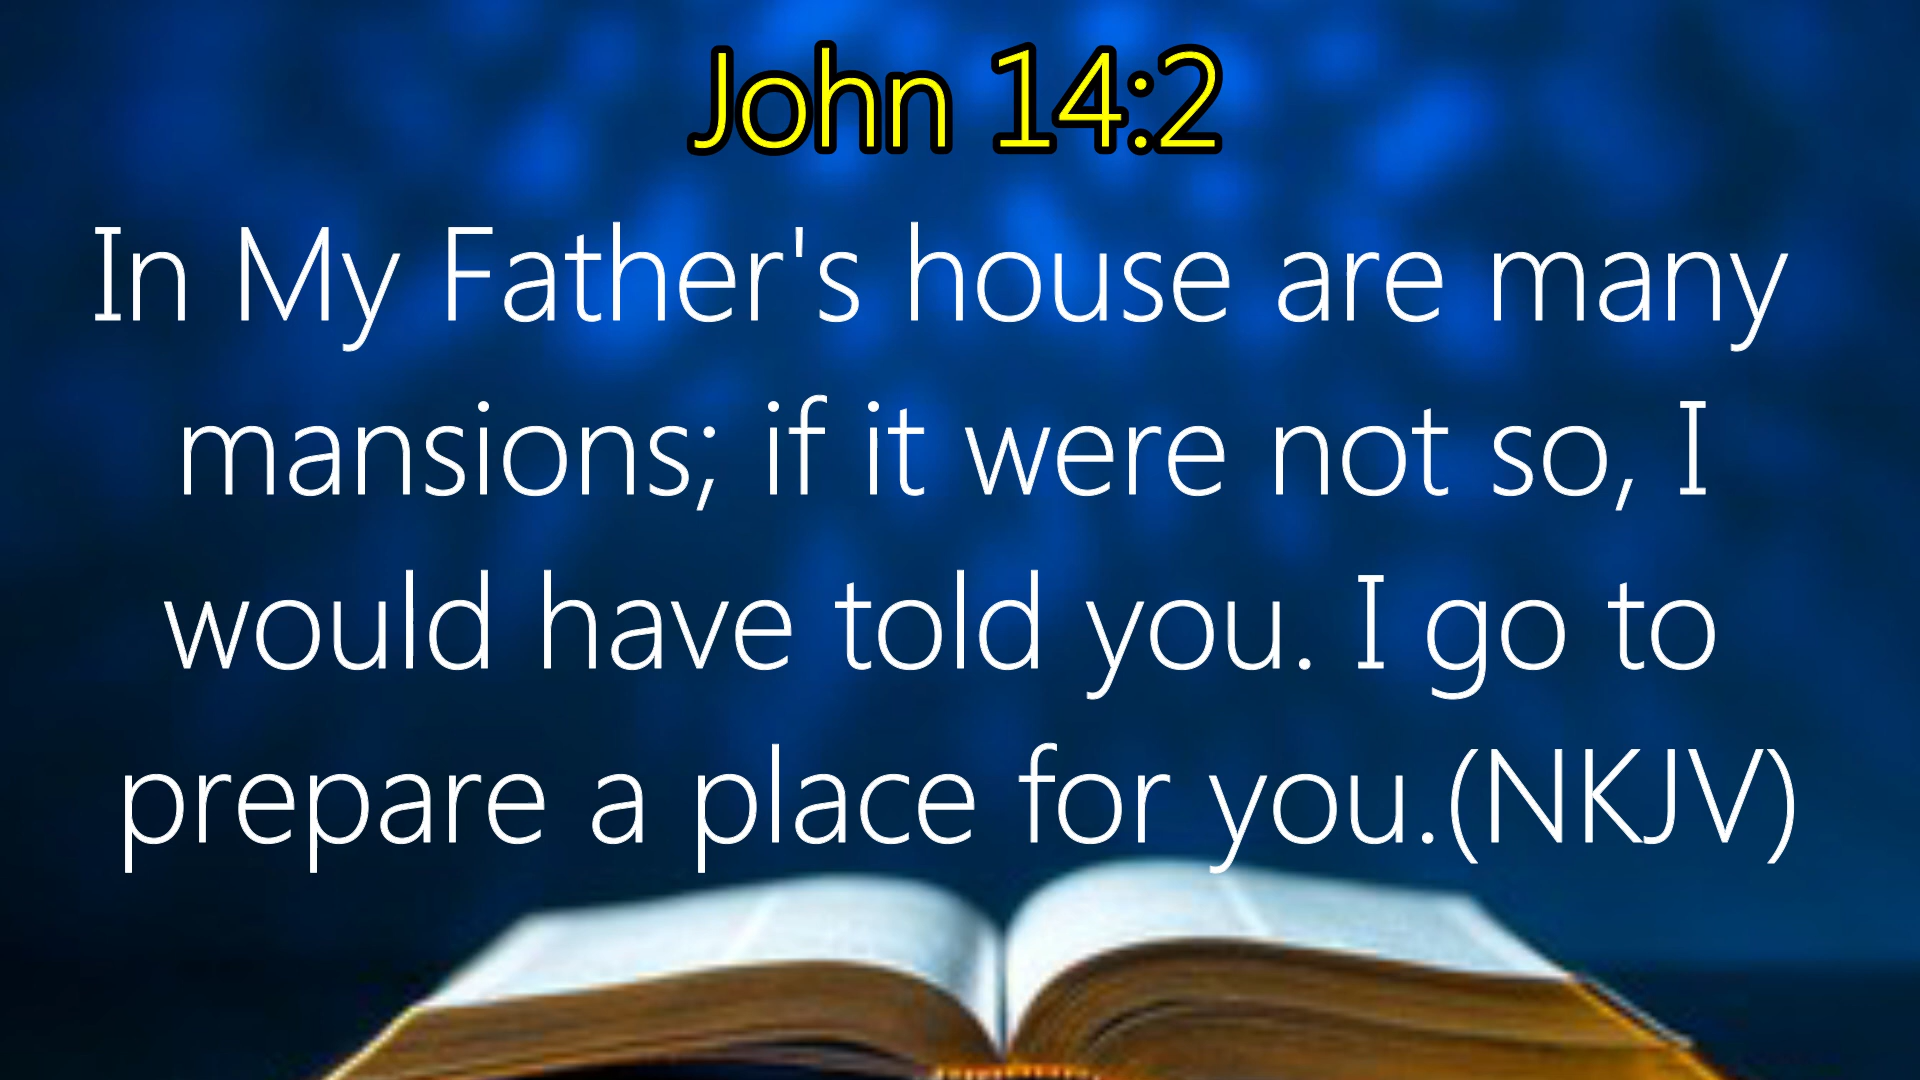 John 14:2
In My Father's house are many
mansions; if it were not so, I
would have told you. I go to
prepare a place for you.(NKJV)